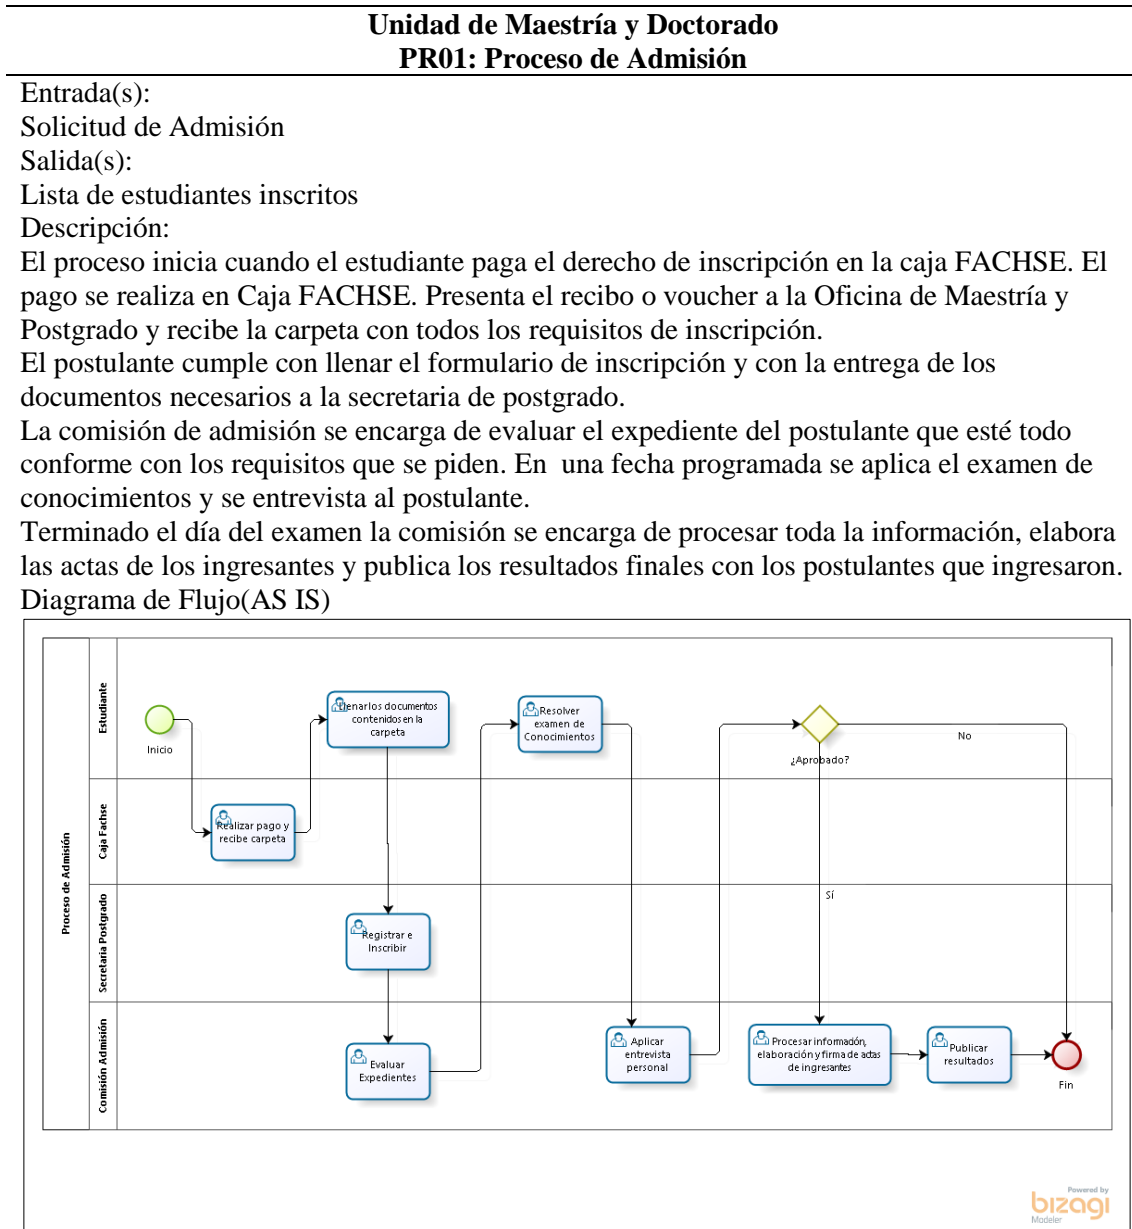 Unidad de Maestría y Doctorado
PR01: Proceso de Admisión
Entrada(s):
Solicitud de Admisión
Salida(s):
Lista de estudiantes inscritos
Descripción:
El proceso inicia cuando el estudiante paga el derecho de inscripción en la caja FACHSE. El
pago se realiza en Caja FACHSE. Presenta el recibo o voucher a la Oficina de Maestría y
Postgrado y recibe la carpeta con todos los requisitos de inscripción.
El postulante cumple con llenar el formulario de inscripción y con la entrega de los
documentos necesarios a la secretaria de postgrado.
La comisión de admisión se encarga de evaluar el expediente del postulante que esté todo
conforme con los requisitos que se piden. En una fecha programada se aplica el examen de
conocimientos y se entrevista al postulante.
Terminado el día del examen la comisión se encarga de procesar toda la información, elabora
las actas de los ingresantes y publica los resultados finales con los postulantes que ingresaron.
Diagrama de Flujo(AS IS)
Proceso de Admisión
Estudiante
Inicio
Llenar los documentos
contenidos en la
carpeta
Resolver
examen de
Conocimientos
¿Aprobado?
No
Caja Fachse
Realizar pago y
recibe carpeta
Secretaria Postgrado
Registrar e
Inscribir
Sí
Comisión Admisión
Evaluar
Expedientes
Aplicar
entrevista
personal
Procesar información,
elaboración y firma de actas
de ingresantes
Publicar
resultados
Fin
Powered by
bizagi
Modeler